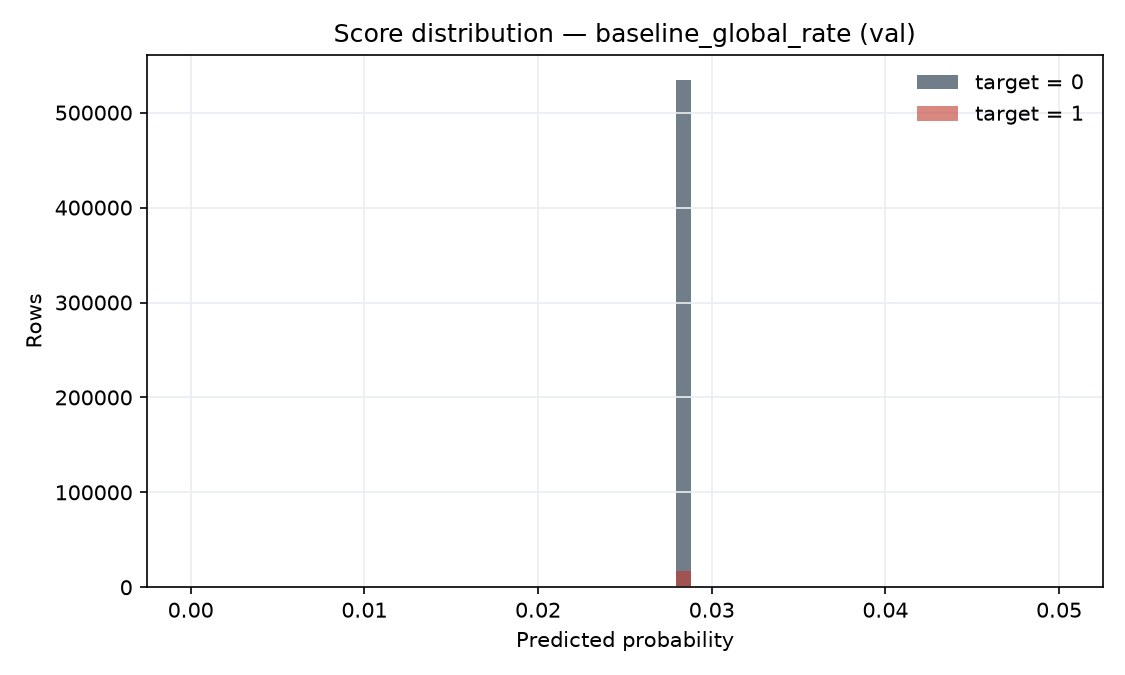 Score distribution — baseline_global_rate (val)
target = 0
target = 1
Rows
500000
400000
300000
200000
100000
0
0.00 0.01 0.02 0.03 0.04 0.05
Predicted probability